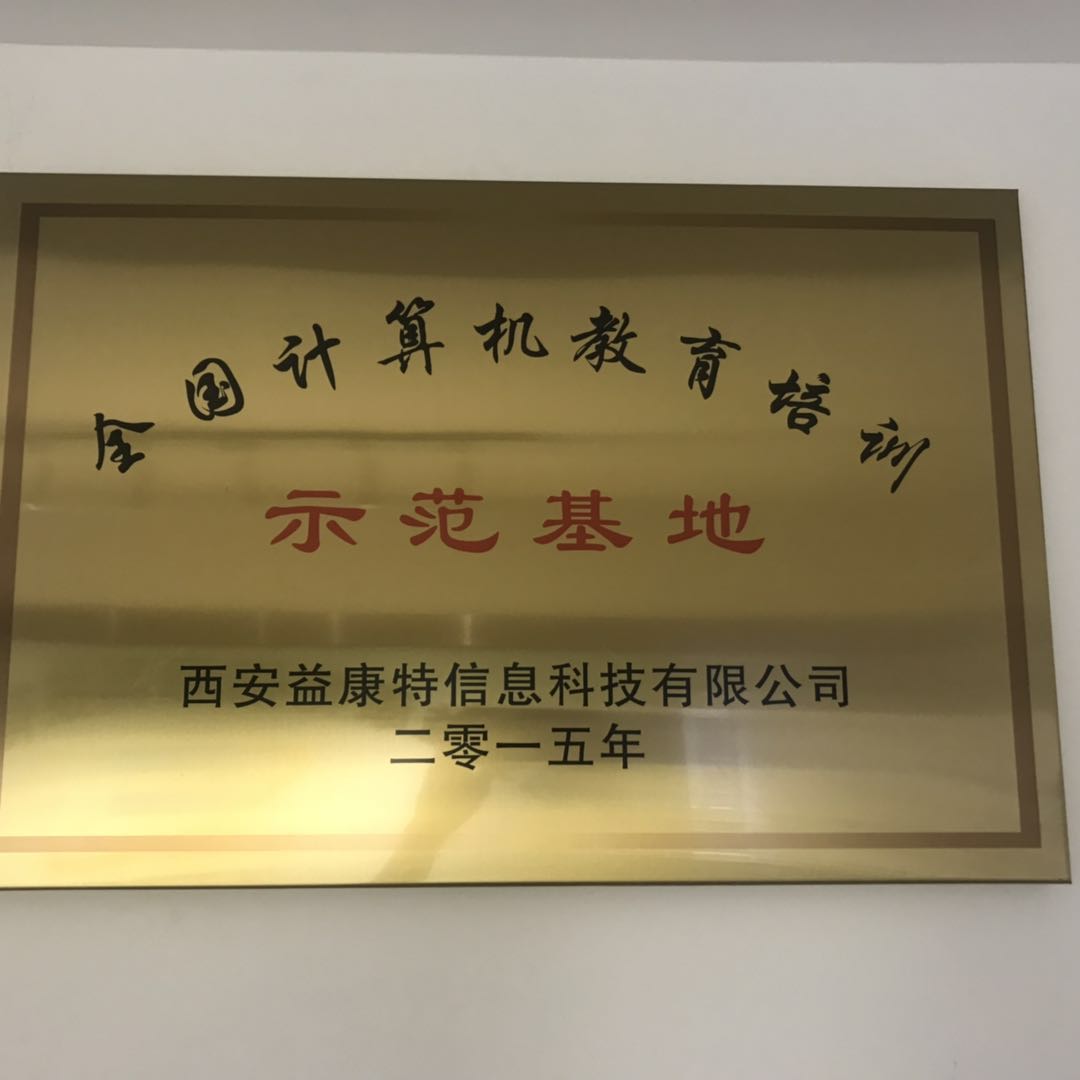 全国计算机教育培训
示范基地
西安益康特信息科技有限公司
二零一五年